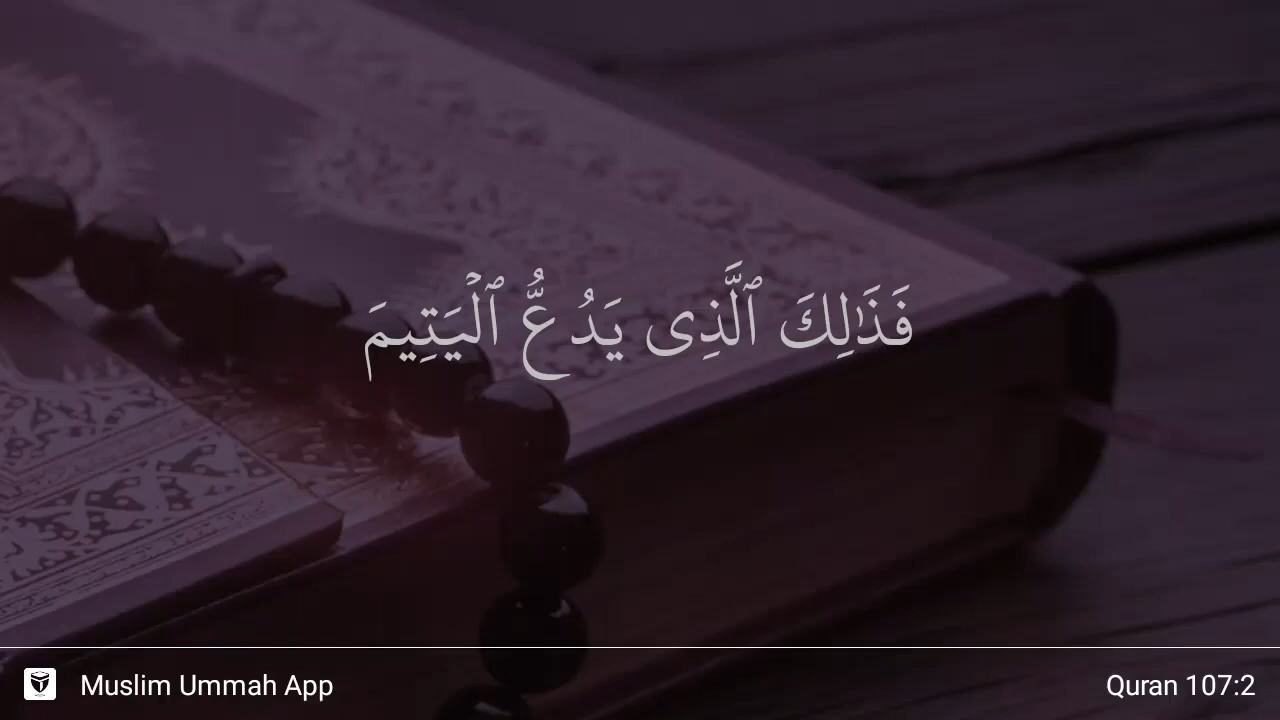 فَذَٰلِكَ ٱلَّذِى يَدُعُّ ٱلْيَتِيمَ
Muslim Ummah App
Quran 107:2